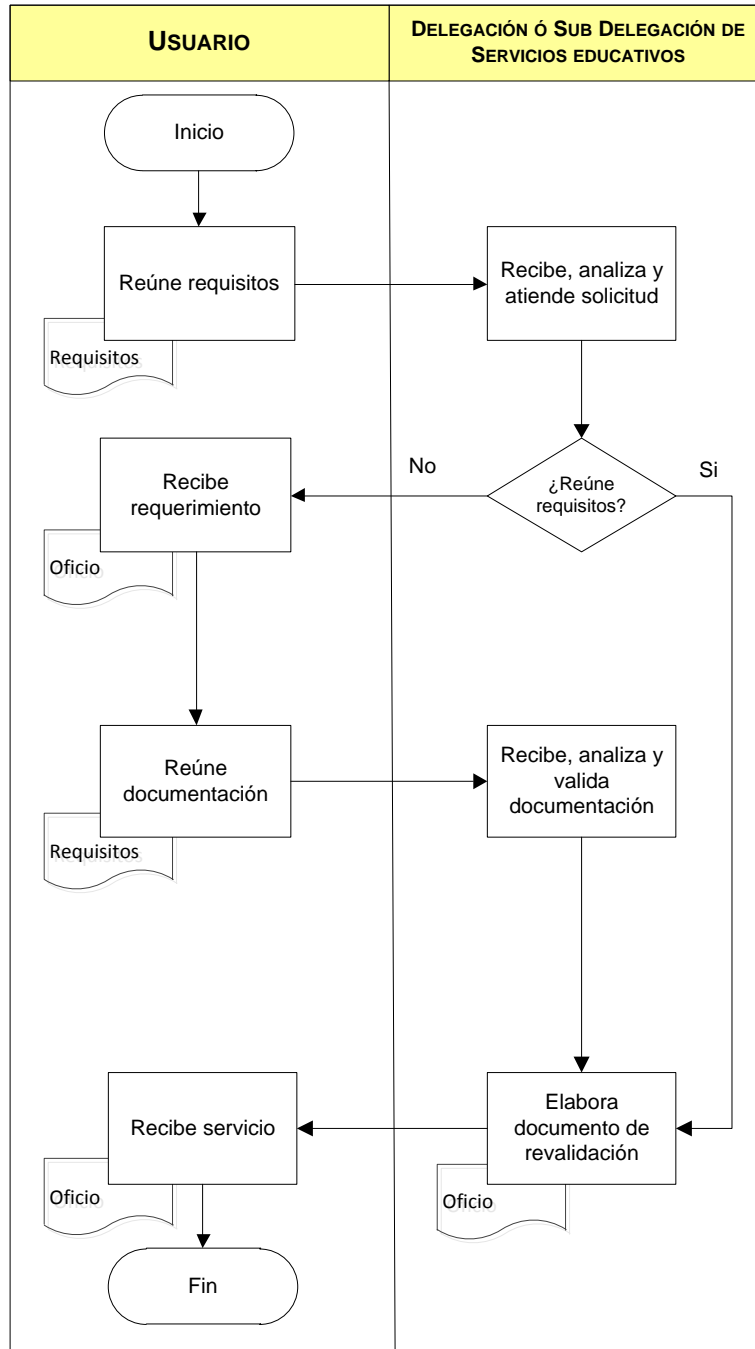 USUARIO
DELEGACIÓN Ó SUB DELEGACIÓN DE
SERVICIOS EDUCATIVOS
Inicio
Reúne requisitos
Requisitos
Recibe, analiza y
atiende solicitud
¿Reúne
requisitos?
No
Si
Recibe
requerimiento
Oficio
Reúne
documentación
Requisitos
Recibe, analiza y
valida
documentación
Elabora
documento de
revalidación
Oficio
Recibe servicio
Oficio
Fin